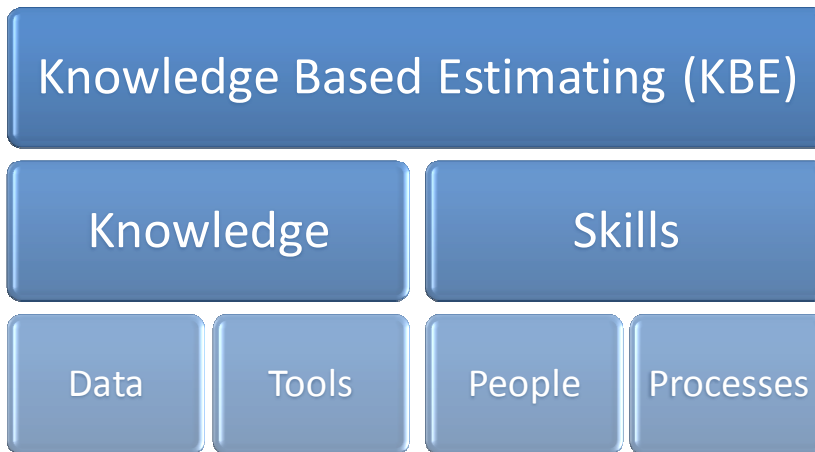 Knowledge Based Estimating (KBE)
Knowledge
Skills
Data
Tools
People
Processes